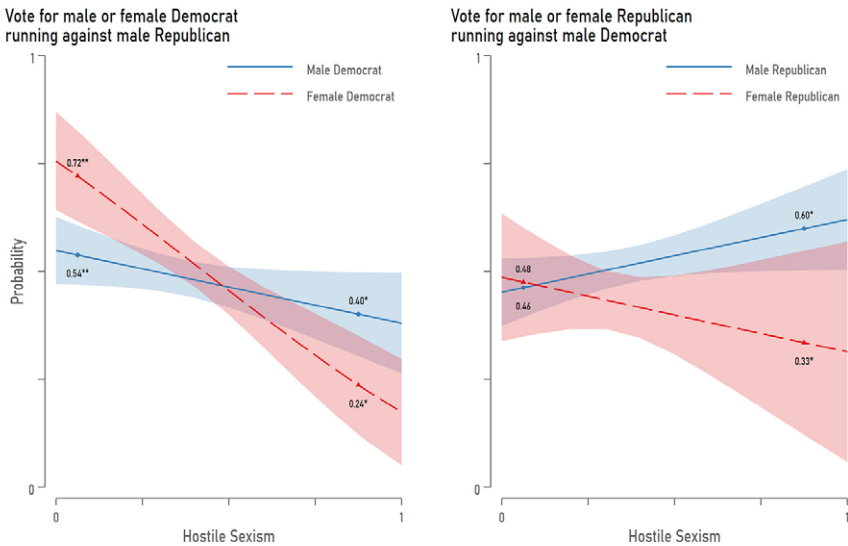 Vote for male or female Democrat
running against male Republican
1
Male Democrat
Female Democrat
0.72**
0.54**
0.40*
0.24*
Probability
0
0
1
Hostile Sexism
Vote for male or female Republican
running against male Democrat
1
Male Republican
Female Republican
0.60*
0.48
0.46
0.33*
0
0
1
Hostile Sexism